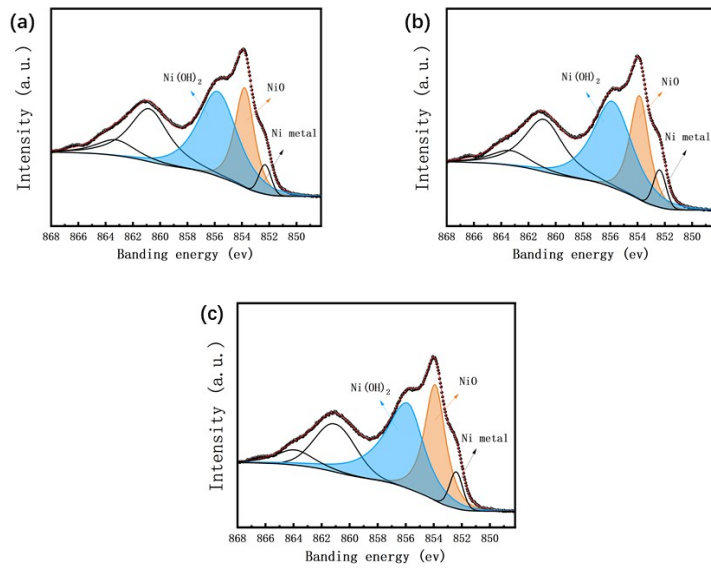 (a)
Intensity (a.u.)
Ni(OH)2
NiO
Ni metal
868 866 864 862 860 858 856 854 852 850
Banding energy (ev)
(b)
Intensity (a.u.)
Ni(OH)2
NiO
Ni metal
868 866 864 862 860 858 856 854 852 850
Banding energy (ev)
(c)
Intensity (a.u.)
Ni(OH)2
NiO
Ni metal
868 866 864 862 860 858 856 854 852 850
Banding energy (ev)